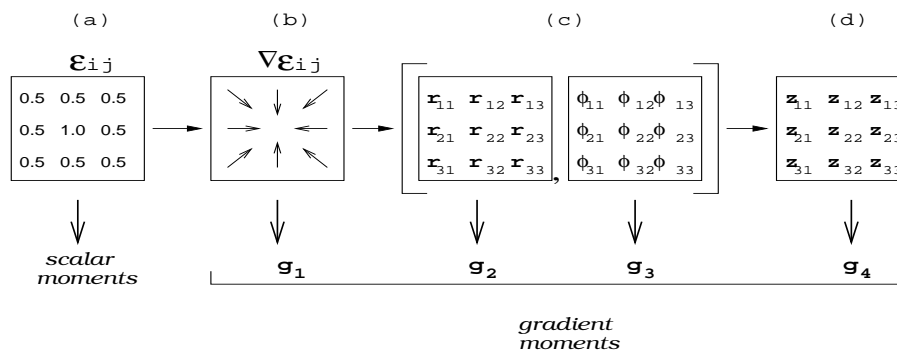 (a) (b) (c) (d)
εij ∇εij
0.5 0.5 0.5 r11 r12 r13 ϕ11 ϕ12 ϕ13 z11 z12 z13
0.5 1.0 0.5 r21 r22 r23 ϕ21 ϕ22 ϕ23 z21 z22 z23
0.5 0.5 0.5 r31 r32 r33 , ϕ31 ϕ32 ϕ33 z31 z32 z33
scalar
moments
g1 g2 g3 g4
gradient
moments